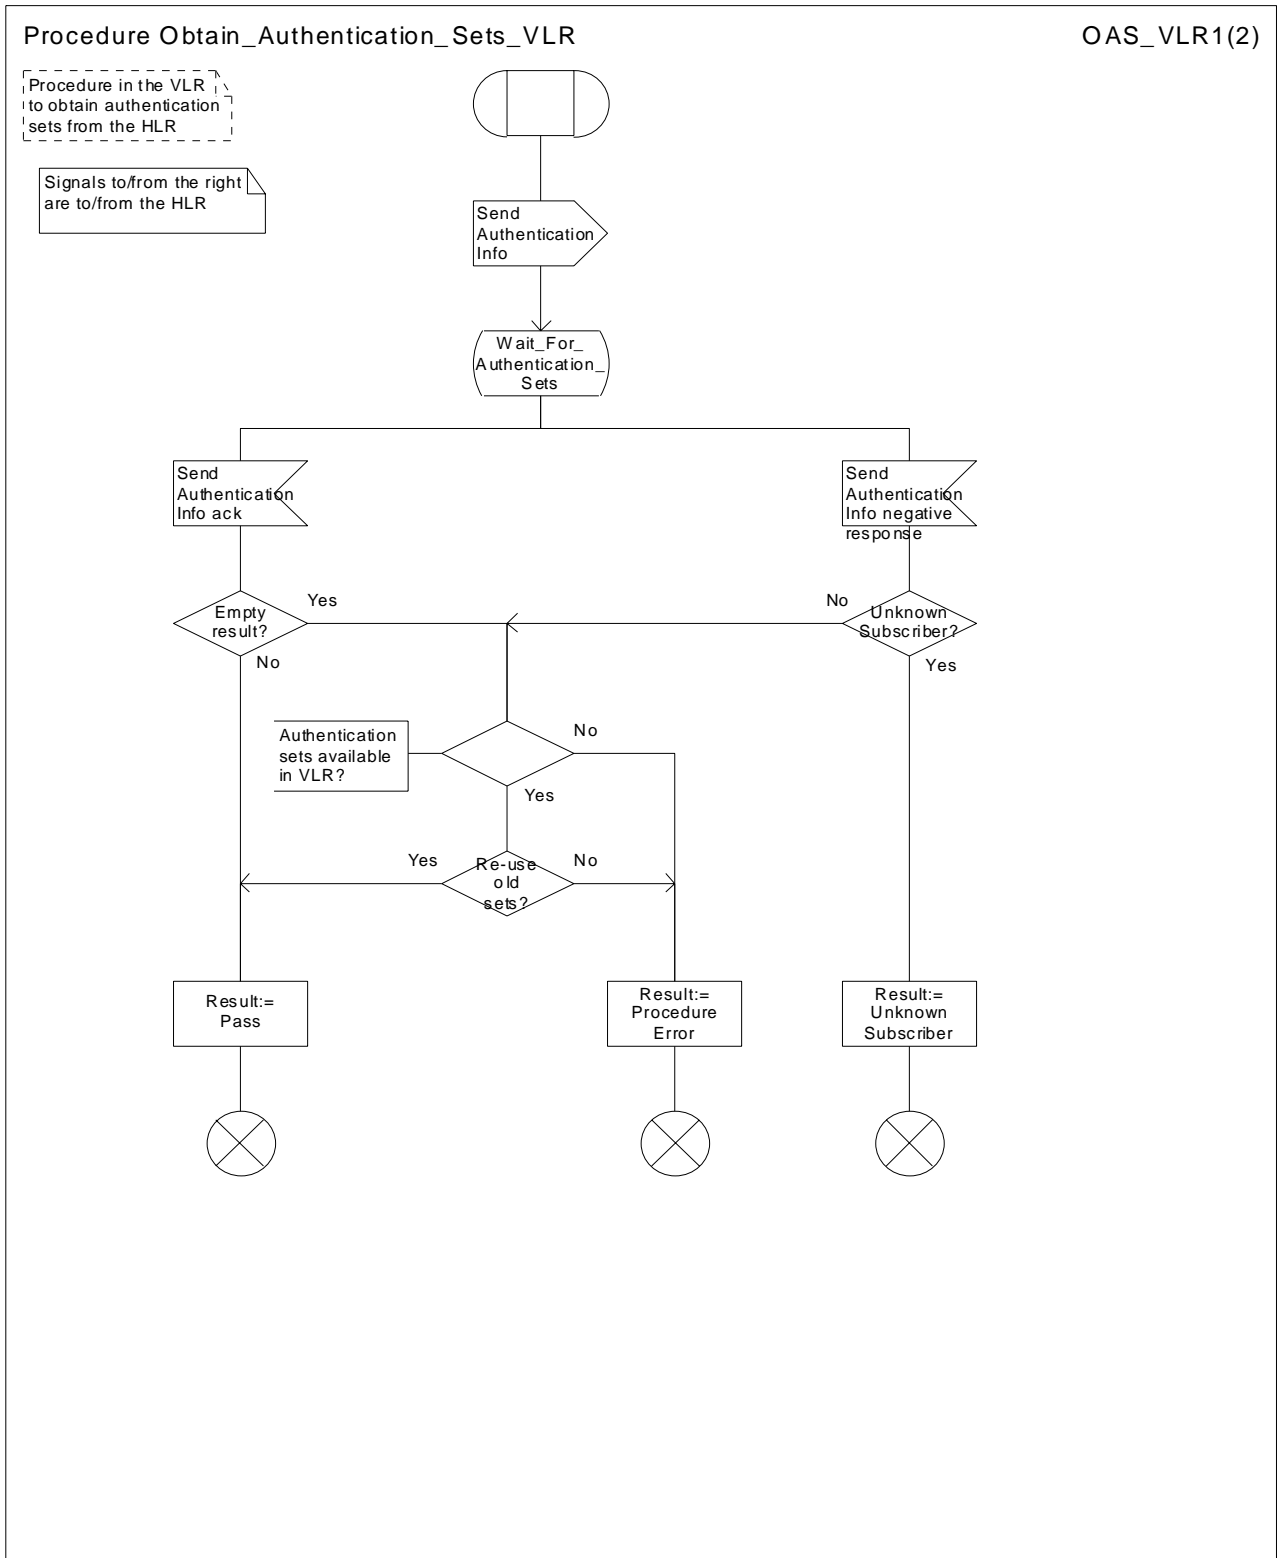 Procedure Obtain_Authentication_Sets_VLR
OAS_VLR1(2)
Procedure in the VLR
to obtain authentication
sets from the HLR
Signals to/from the right
are to/from the HLR
Send
Authentication
Info
Wait_For_
Authentication_
Sets
Send
Authentication
Info ack
Send
Authentication
Info negative
response
Empty
result?
Yes
No
No
Unknown
Subscriber?
Yes
Authentication
sets available
in VLR?
No
Yes
Yes
Re-use
old
sets?
No
Result:=
Pass
Result:=
Procedure
Error
Result:=
Unknown
Subscriber